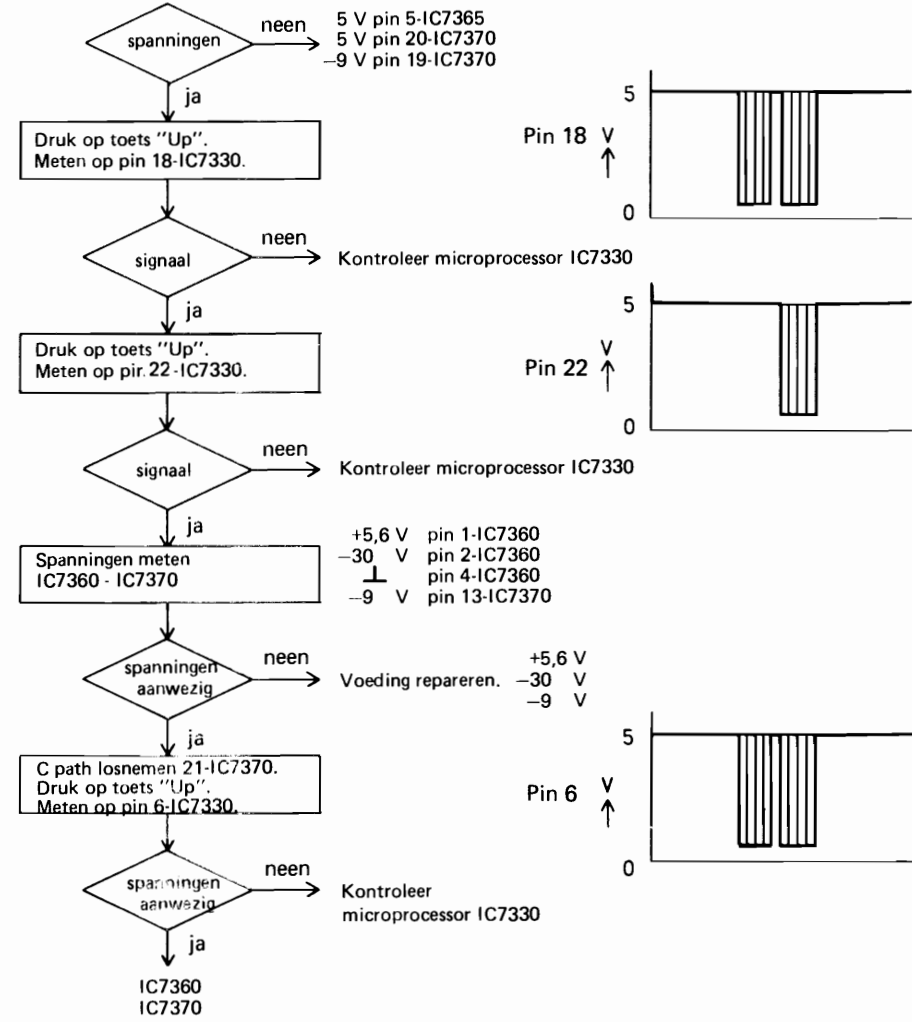 spanningen
neen
5 V pin 5-IC7365
5 V pin 20-IC7370
−9 V pin 19-IC7370
ja
Druk op toets "Up".
Meten op pin 18-IC7330.
signaal
neen
Kontroleer microprocessor IC7330
ja
Druk op toets "Up".
Meten op pin 22-IC7330.
signaal
neen
Kontroleer microprocessor IC7330
ja
Spanningen meten
IC7360 - IC7370
+5,6 V pin 1-IC7360
−30 V pin 2-IC7360
⊥ pin 4-IC7360
−9 V pin 13-IC7370
spanningen
aanwezig
neen
Voeding repareren.
+5,6 V
−30 V
−9 V
ja
C path losnemen 21-IC7370.
Druk op toets "Up".
Meten op pin 6-IC7330.
spanningen
aanwezig
neen
Kontroleer
microprocessor IC7330
ja
IC7360
IC7370
5
Pin 18 V
0
5
Pin 22 V
0
5
Pin 6 V
0